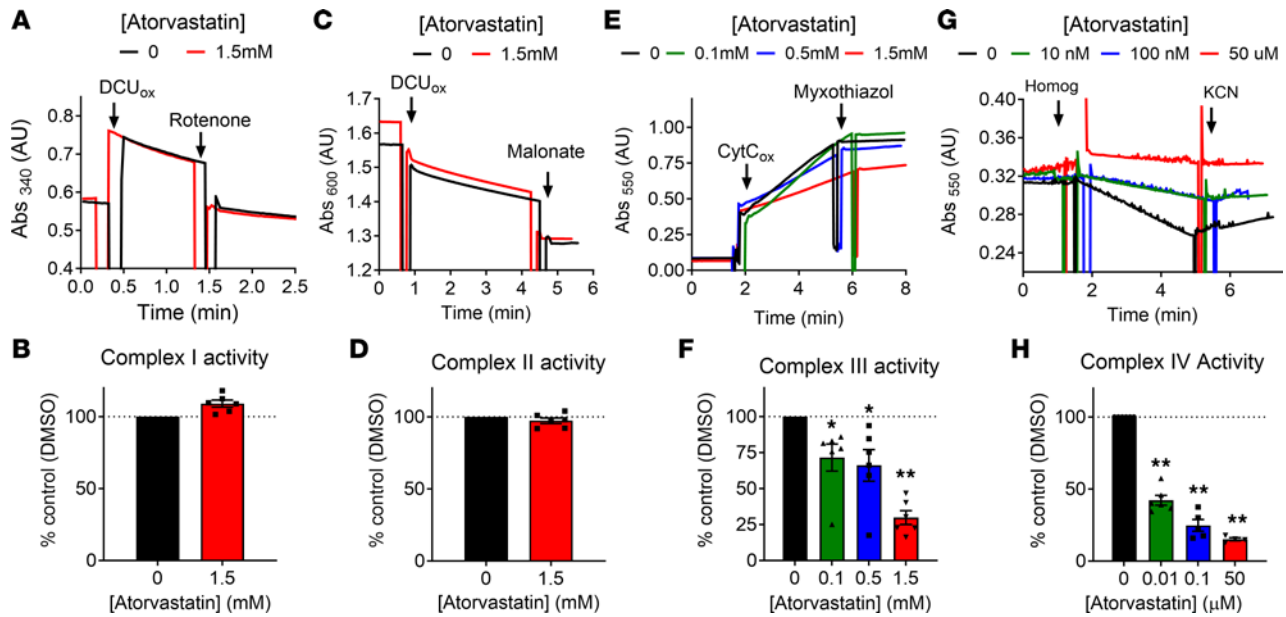 A
[Atorvastatin]
0 1.5mM
DCUox
Rotenone
Abs 340 (AU)
0.8
0.7
0.6
0.5
0.4
0.0 0.5 1.0 1.5 2.0 2.5
Time (min)
C
[Atorvastatin]
0 1.5mM
DCUox
Malonate
Abs 600 (AU)
1.7
1.6
1.5
1.4
1.3
1.2
0 1 2 3 4 5 6
Time (min)
E
[Atorvastatin]
0 0.1mM 0.5mM 1.5mM
Myxothiazol
CytCox
Abs 550 (AU)
1.00
0.75
0.50
0.25
0.00
0 2 4 6 8
Time (min)
G
[Atorvastatin]
0 10 nM 100 nM 50 uM
Homog
KCN
Abs 550 (AU)
0.40
0.36
0.32
0.28
0.24
0 2 4 6
Time (min)
B
Complex I activity
% control (DMSO)
100
50
0
0 1.5
[Atorvastatin] (mM)
D
Complex II activity
% control (DMSO)
100
50
0
0 1.5
[Atorvastatin] (mM)
F
Complex III activity
% control (DMSO)
100
75
50
25
0
* * **
0 0.1 0.5 1.5
[Atorvastatin] (mM)
H
Complex IV Activity
% control (DMSO)
100
50
0
** ** **
0 0.01 0.1 50
[Atorvastatin] (μM)